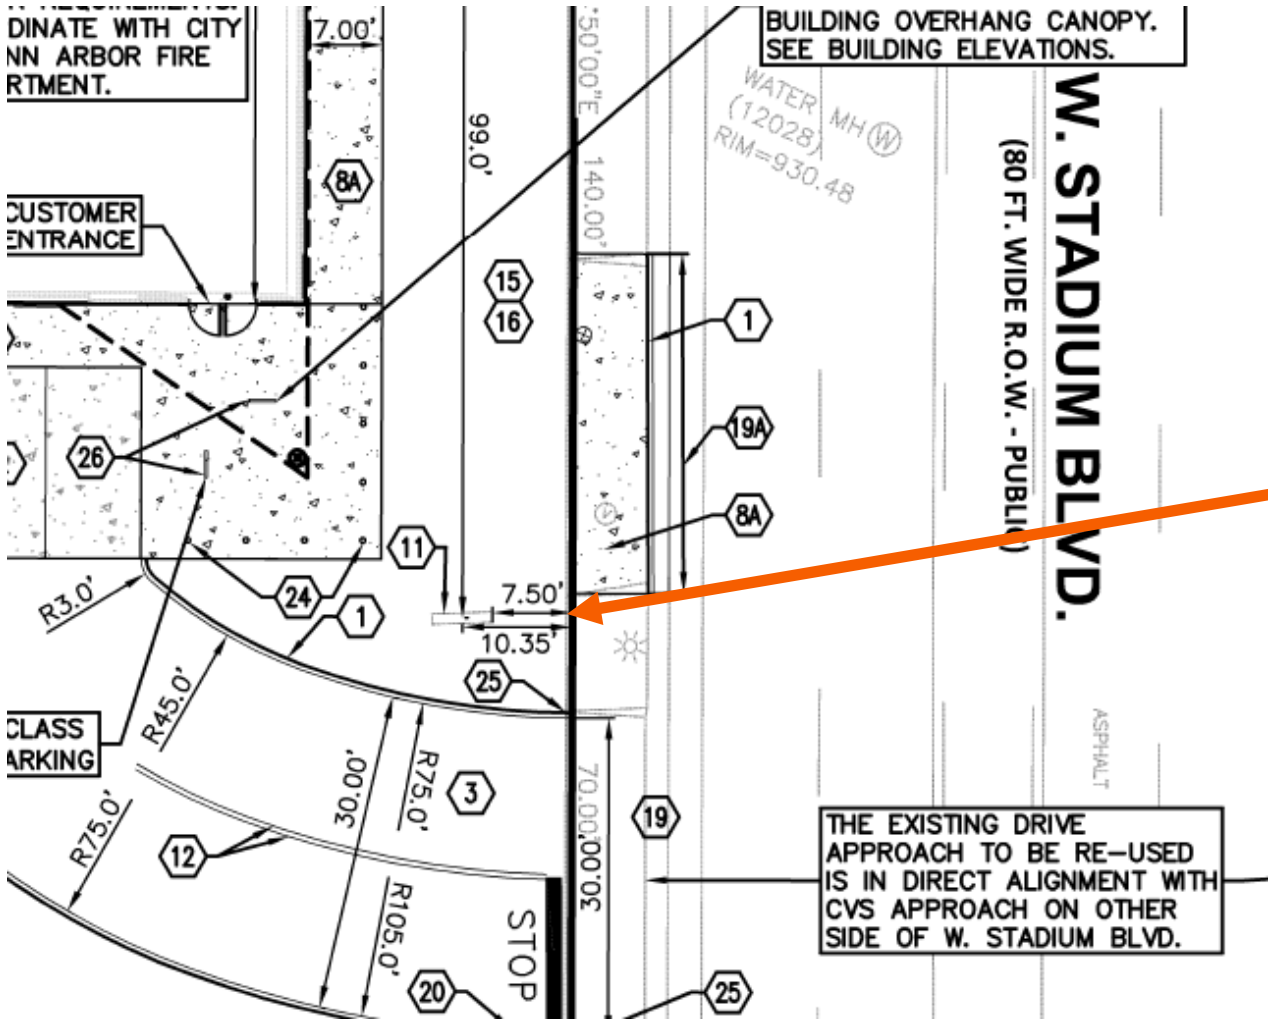 DINATE WITH CITY
NN ARBOR FIRE
RTMENT.
7.00'
BUILDING OVERHANG CANOPY.
SEE BUILDING ELEVATIONS.
50'00"E
140.00'
WATER MH W
(12028)
RIM=930.48
W. STADIUM BLVD.
(80 FT. WIDE R.O.W. - PUBLIC)
99.0'
8A
CUSTOMER
ENTRANCE
15
16
1
19A
26
8A
11
R3.0'
24
1
7.50'
10.35'
25
R45.0'
CLASS
ARKING
30.00'
R75.0'
3
70.00'
30.00'
19
ASPHALT
R75.0'
12
THE EXISTING DRIVE
APPROACH TO BE RE-USED
IS IN DIRECT ALIGNMENT WITH
CVS APPROACH ON OTHER
SIDE OF W. STADIUM BLVD.
R105.0'
STOP
20
25